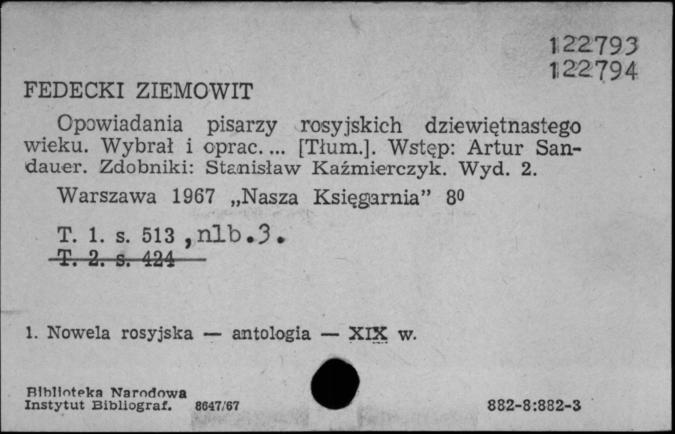 122793
122794
FEDECKI ZIEMOWIT
Opowiadania pisarzy rosyjskich dziewiętnastego
wieku. Wybrał i oprac. ... [Tłum.]. Wstęp: Artur San-
dauer. Zdobniki: Stanisław Kaźmierczyk. Wyd. 2.
Warszawa 1967 „Nasza Księgarnia” 8⁰
T. 1. s. 513 , nlb. 3.
T. 2. s. 424
1. Nowela rosyjska — antologia — XIX w.
Biblioteka Narodowa
Instytut Bibliograf. 8647/67
882-8:882-3